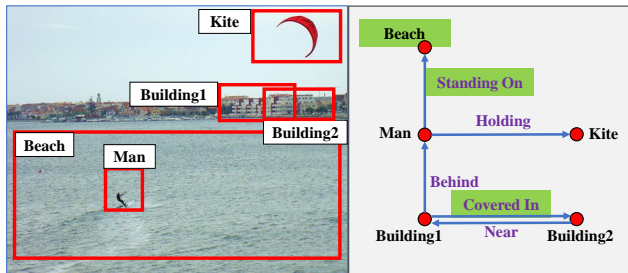 Kite
Building1
Building2
Beach
Man
Beach
Standing On
Man
Holding
Kite
Behind
Covered In
Near
Building1
Building2